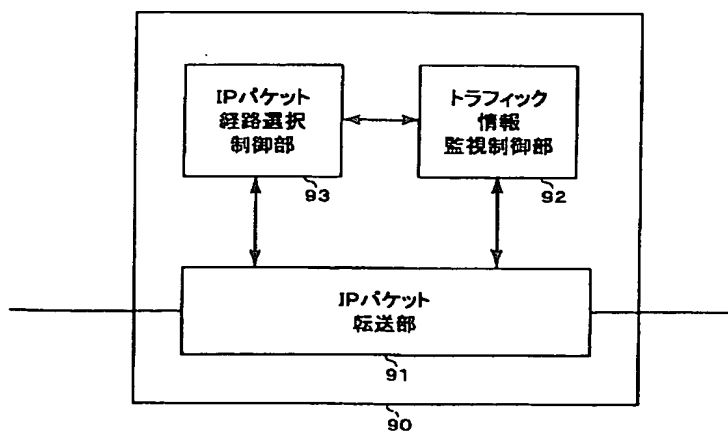 IPパケット
経路選択
制御部
93
トラフィック
情報
監視制御部
92
IPパケット
転送部
91
90